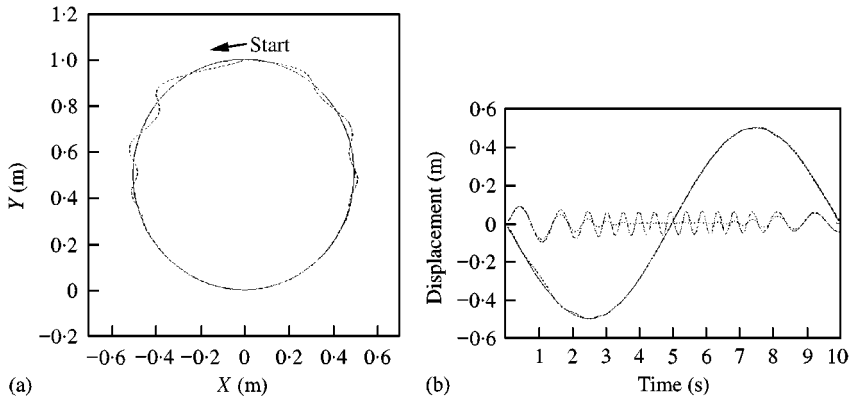 1·2
1·0
0·8
0·6
0·4
0·2
0
−0·2
Y (m)
Start
−0·6 −0·4 −0·2 0 0·2 0·4 0·6
X (m)
(a)
0·6
0·4
0·2
0
−0·2
−0·4
−0·6
Displacement (m)
1 2 3 4 5 6 7 8 9 10
Time (s)
(b)